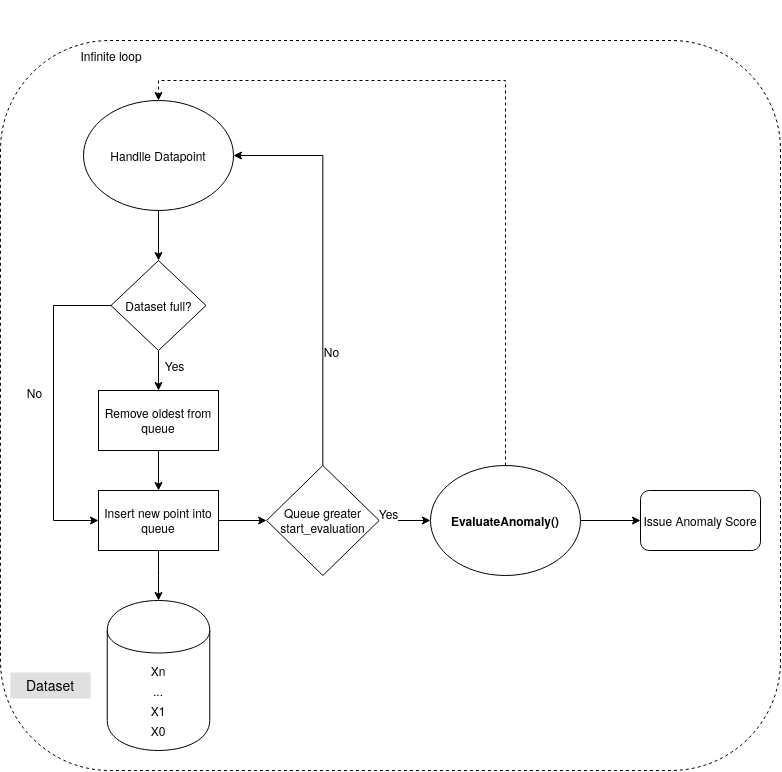 Infinite loop
Handlle Datapoint
Dataset full?
Yes
No
No
Remove oldest from
queue
Insert new point into
queue
Queue greater
start_evaluation
Yes
EvaluateAnomaly()
Issue Anomaly Score
Dataset
Xn
...
X1
X0